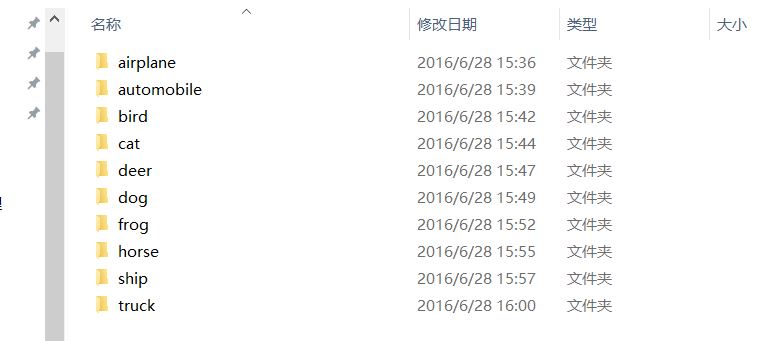 名称 修改日期 类型 大小
airplane 2016/6/28 15:36 文件夹
automobile 2016/6/28 15:39 文件夹
bird 2016/6/28 15:42 文件夹
cat 2016/6/28 15:44 文件夹
deer 2016/6/28 15:47 文件夹
dog 2016/6/28 15:49 文件夹
frog 2016/6/28 15:52 文件夹
horse 2016/6/28 15:55 文件夹
ship 2016/6/28 15:57 文件夹
truck 2016/6/28 16:00 文件夹